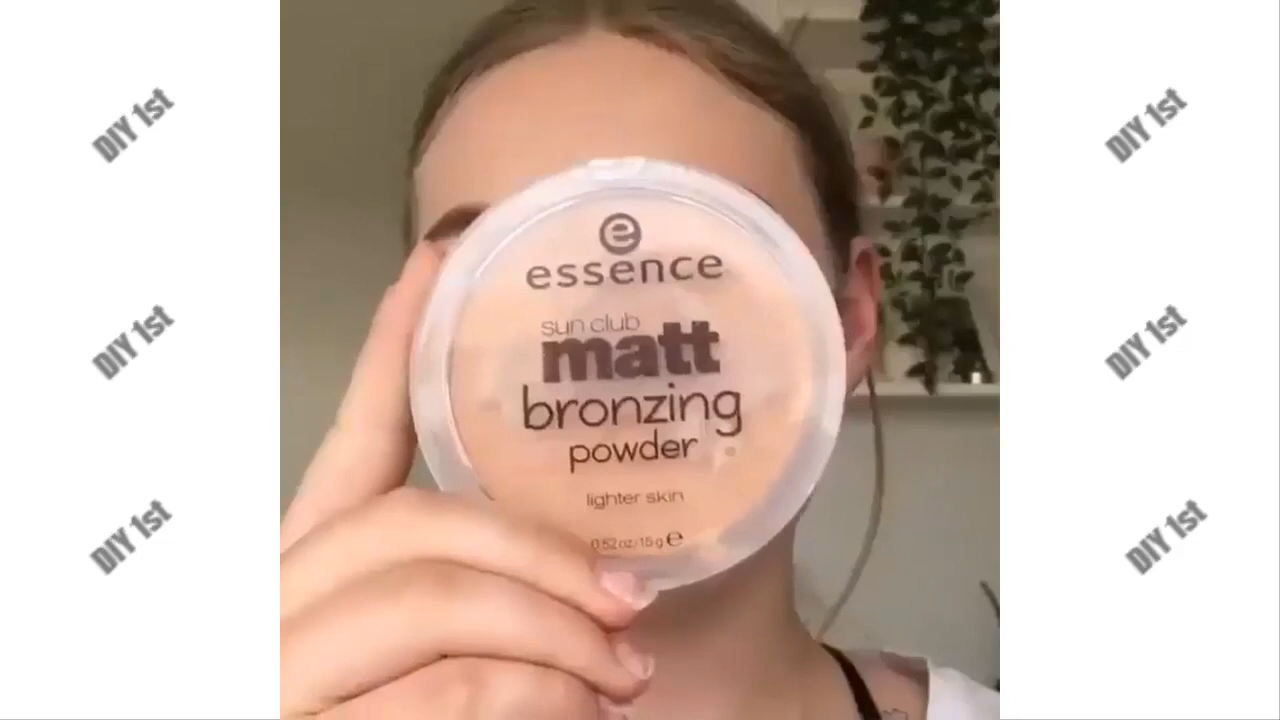 DIY 1st
DIY 1st
DIY 1st
DIY 1st
DIY 1st
DIY 1st
e
essence
sun club
matt
bronzing
powder
lighter skin
0.52 oz/15 g e